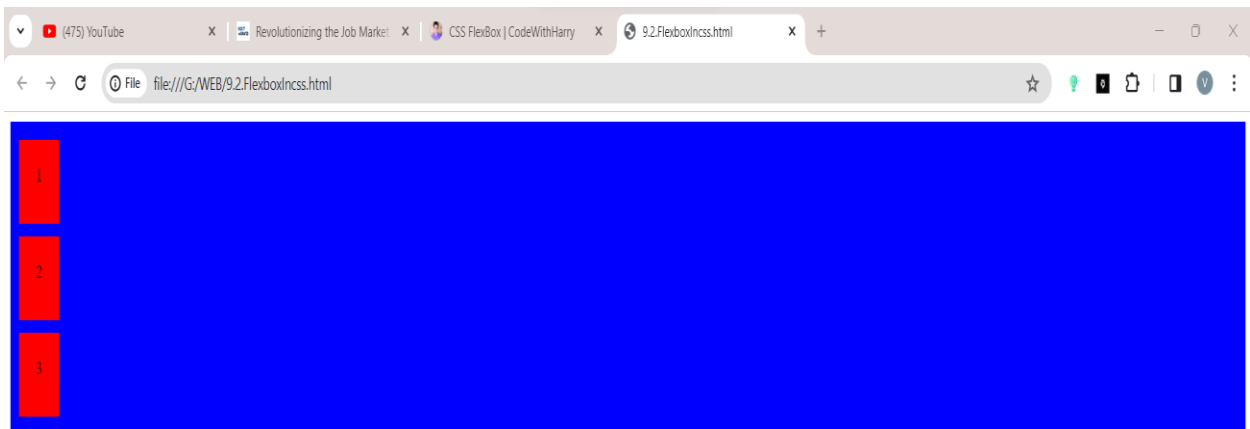 (475) YouTube
Revolutionizing the Job Market
CSS FlexBox | CodeWithHarry
9.2.FlexboxIncss.html
File file:///G:/WEB/9.2.FlexboxIncss.html
V
1
2
3